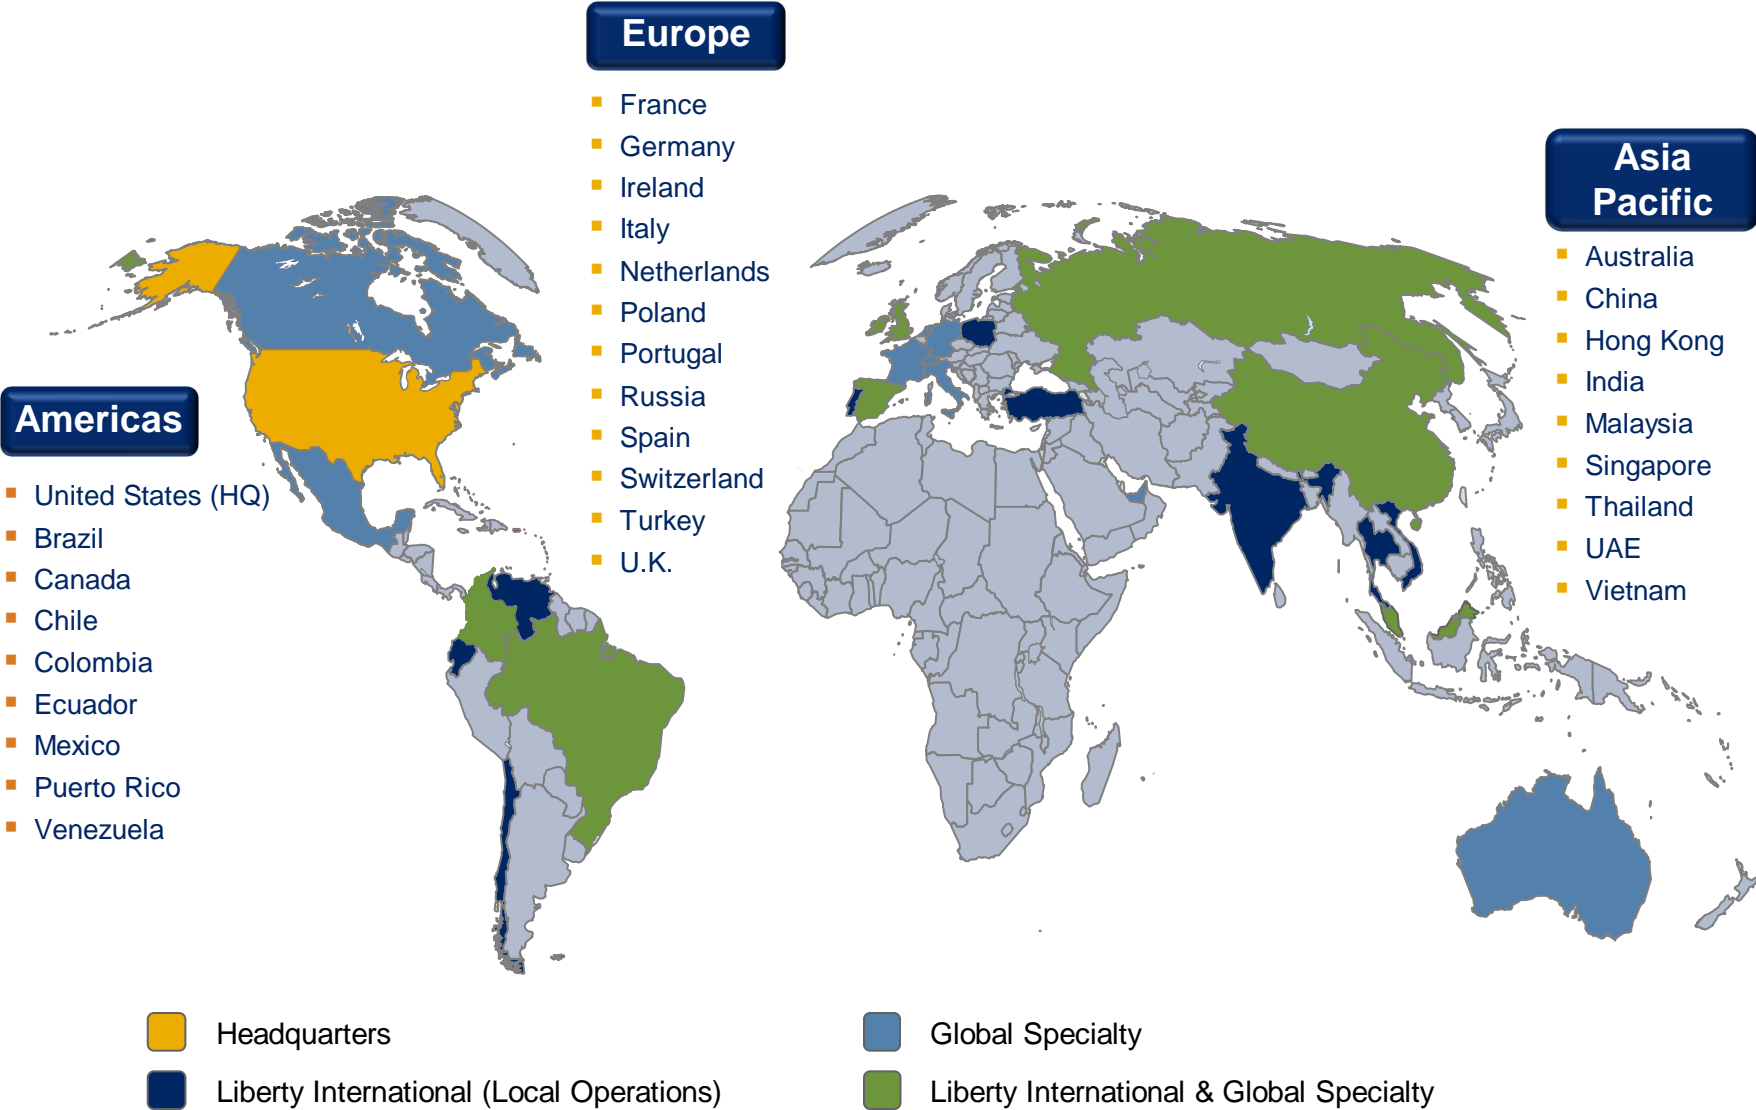 Europe
France
Germany
Ireland
Italy
Netherlands
Poland
Portugal
Russia
Spain
Switzerland
Turkey
U.K.
Asia
Pacific
Australia
China
Hong Kong
India
Malaysia
Singapore
Thailand
UAE
Vietnam
Americas
United States (HQ)
Brazil
Canada
Chile
Colombia
Ecuador
Mexico
Puerto Rico
Venezuela
Headquarters
Global Specialty
Liberty International (Local Operations)
Liberty International & Global Specialty